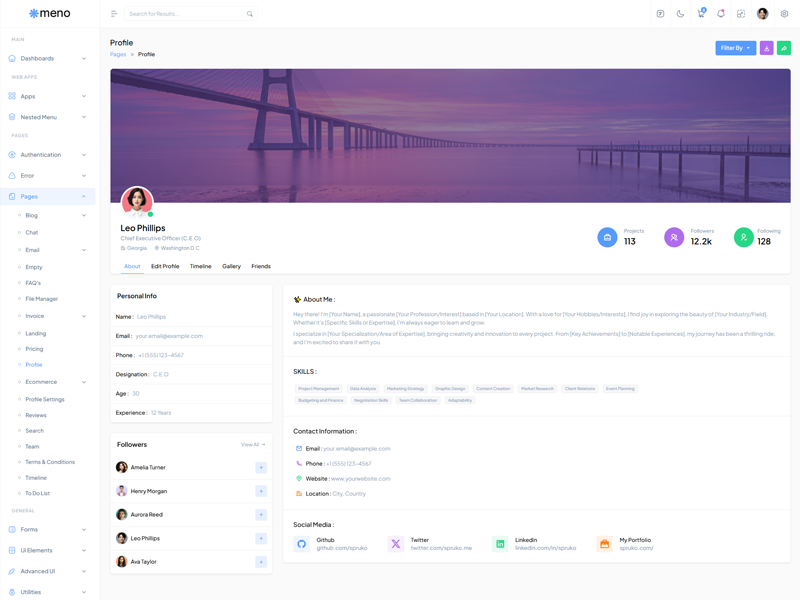 meno
Search for Results...
4
MAIN
Dashboards
WEB APPS
Apps
Nested Menu
PAGES
Authentication
Error
Pages
Blog
Chat
Email
Empty
FAQ's
File Manager
Invoice
Landing
Pricing
Profile
Ecommerce
Profile Settings
Reviews
Search
Team
Terms & Conditions
Timeline
To Do List
GENERAL
Forms
Ui Elements
Advanced UI
Utilities
Profile
Pages
Profile
Filter By
Leo Phillips
Chief Executive Officer (C.E.O)
Georgia
Washington D.C
Projects
113
Followers
12.2k
Following
128
About
Edit Profile
Timeline
Gallery
Friends
Personal Info
Name : Leo Phillips
Email : your.email@example.com
Phone : +1 (555) 123-4567
Designation : C.E.O
Age : 30
Experience : 12 Years
Followers
View All →
Amelia Turner
Henry Morgan
Aurora Reed
Leo Phillips
Ava Taylor
About Me :
Hey there! I'm [Your Name], a passionate [Your Profession/Interest] based in [Your Location]. With a love for [Your Hobbies/Interests], I find joy in exploring the beauty of [Your Industry/Field].
Whether it's [Specific Skills or Expertise], I'm always eager to learn and grow.
I specialize in [Your Specialization/Area of Expertise], bringing creativity and innovation to every project. From [Key Achievements] to [Notable Experiences], my journey has been a thrilling ride,
and I'm excited to share it with you.
SKILLS :
Project Management
Data Analysis
Marketing Strategy
Graphic Design
Content Creation
Market Research
Client Relations
Event Planning
Budgeting and Finance
Negotiation Skills
Team Collaboration
Adaptability
Contact Information :
Email : your.email@example.com
Phone : +1 (555) 123-4567
Website : www.yourwebsite.com
Location : City, Country
Social Media :
Github
github.com/spruko
Twitter
twitter.com/spruko.me
Linkedin
linkedin.com/in/spruko
My Portfolio
spruko.com/